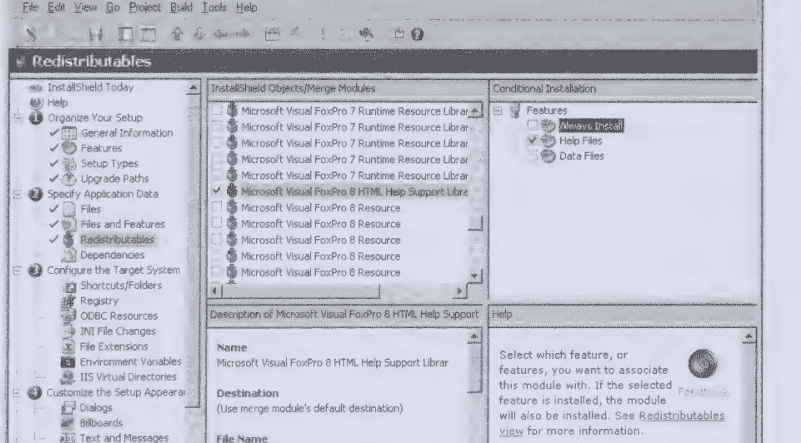 File Edit View Go Project Build Tools Help
Redistributables
InstallShield Today
Help
1 Organize Your Setup
General Information
Features
Setup Types
Upgrade Paths
2 Specify Application Data
Files
Files and Features
Redistributables
Dependencies
3 Configure the Target System
Shortcuts/Folders
Registry
ODBC Resources
INI File Changes
File Extensions
Environment Variables
IIS Virtual Directories
Customize the Setup Appearan
Dialogs
Billboards
Text and Messages
InstallShield Objects/Merge Modules
Microsoft Visual FoxPro 7 Runtime Resource Librar
Microsoft Visual FoxPro 7 Runtime Resource Librar
Microsoft Visual FoxPro 7 Runtime Resource Librar
Microsoft Visual FoxPro 7 Runtime Resource Librar
Microsoft Visual FoxPro 7 Runtime Resource Librar
Microsoft Visual FoxPro 8 HTML Help Support Libra
Microsoft Visual FoxPro 8 Resource
Microsoft Visual FoxPro 8 Resource
Microsoft Visual FoxPro 8 Resource
Microsoft Visual FoxPro 8 Resource
Microsoft Visual FoxPro 8 Resource
Conditional Installation
Features
Always Install
Help Files
Data Files
Description of Microsoft Visual FoxPro 8 HTML Help Support
Name
Microsoft Visual FoxPro 8 HTML Help Support Librar
Destination
(Use merge module's default destination)
File Name
Help
Select which feature, or
features, you want to associate
this module with. If the selected
feature is installed, the module
will also be installed. See Redistributables
view for more information.